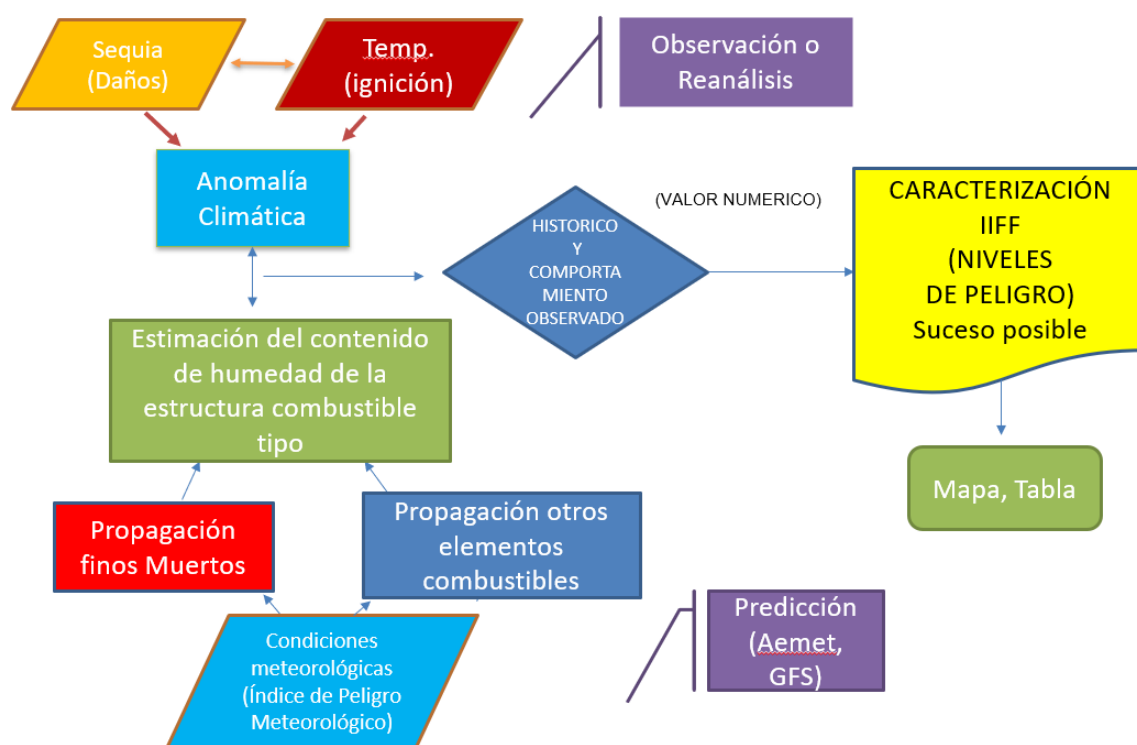 Sequia
(Daños)
Temp.
(ignición)
Observación o
Reanálisis
Anomalía
Climática
(VALOR NUMERICO)
HISTORICO
Y
COMPORTA
MIENTO
OBSERVADO
CARACTERIZACIÓN
IIFF
(NIVELES
DE PELIGRO)
Suceso posible
Estimación del contenido
de humedad de la
estructura combustible
tipo
Mapa, Tabla
Propagación
finos Muertos
Propagación otros
elementos
combustibles
Predicción
(Aemet,
GFS)
Condiciones
meteorológicas
(Índice de Peligro
Meteorológico)